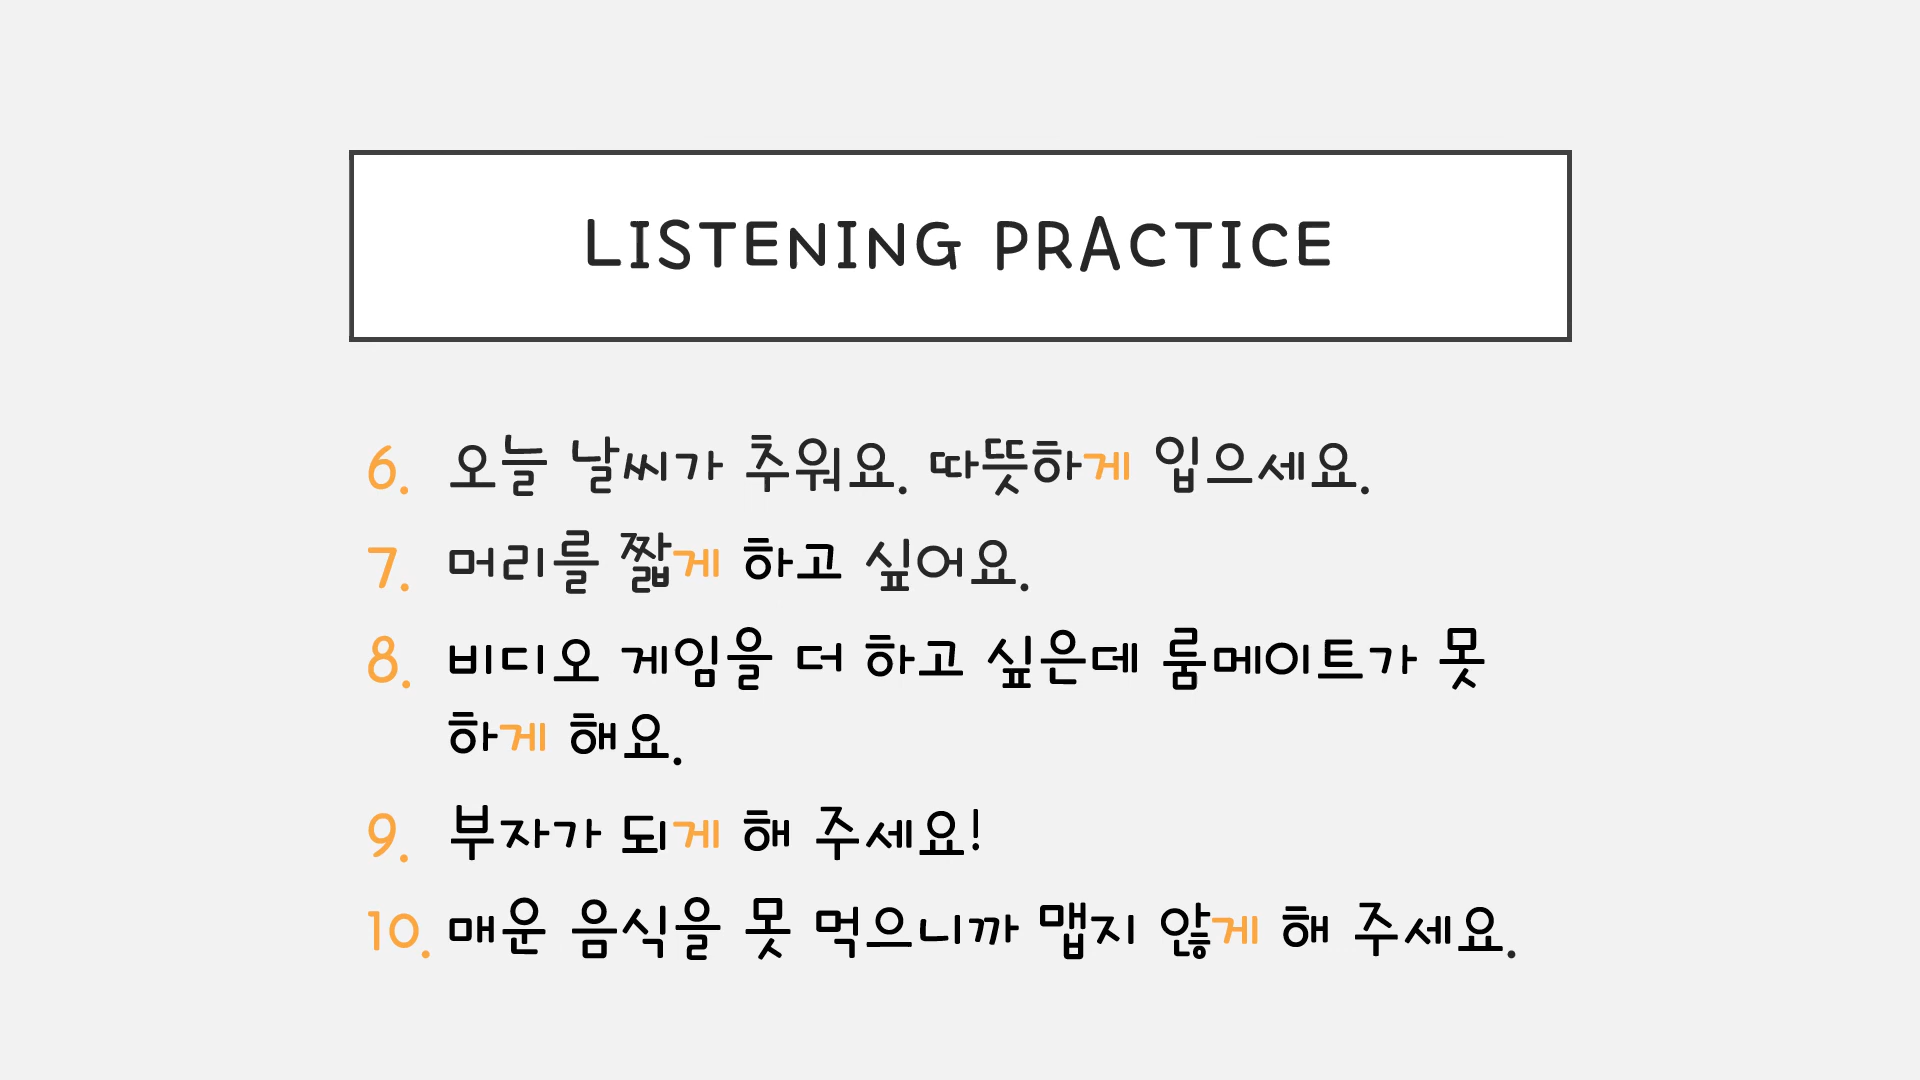 LISTENING PRACTICE
6. 오늘 날씨가 추워요. 따뜻하게 입으세요.
7. 머리를 짧게 하고 싶어요.
8. 비디오 게임을 더 하고 싶은데 룸메이트가 못
하게 해요.
9. 부자가 되게 해 주세요!
10. 매운 음식을 못 먹으니까 맵지 않게 해 주세요.